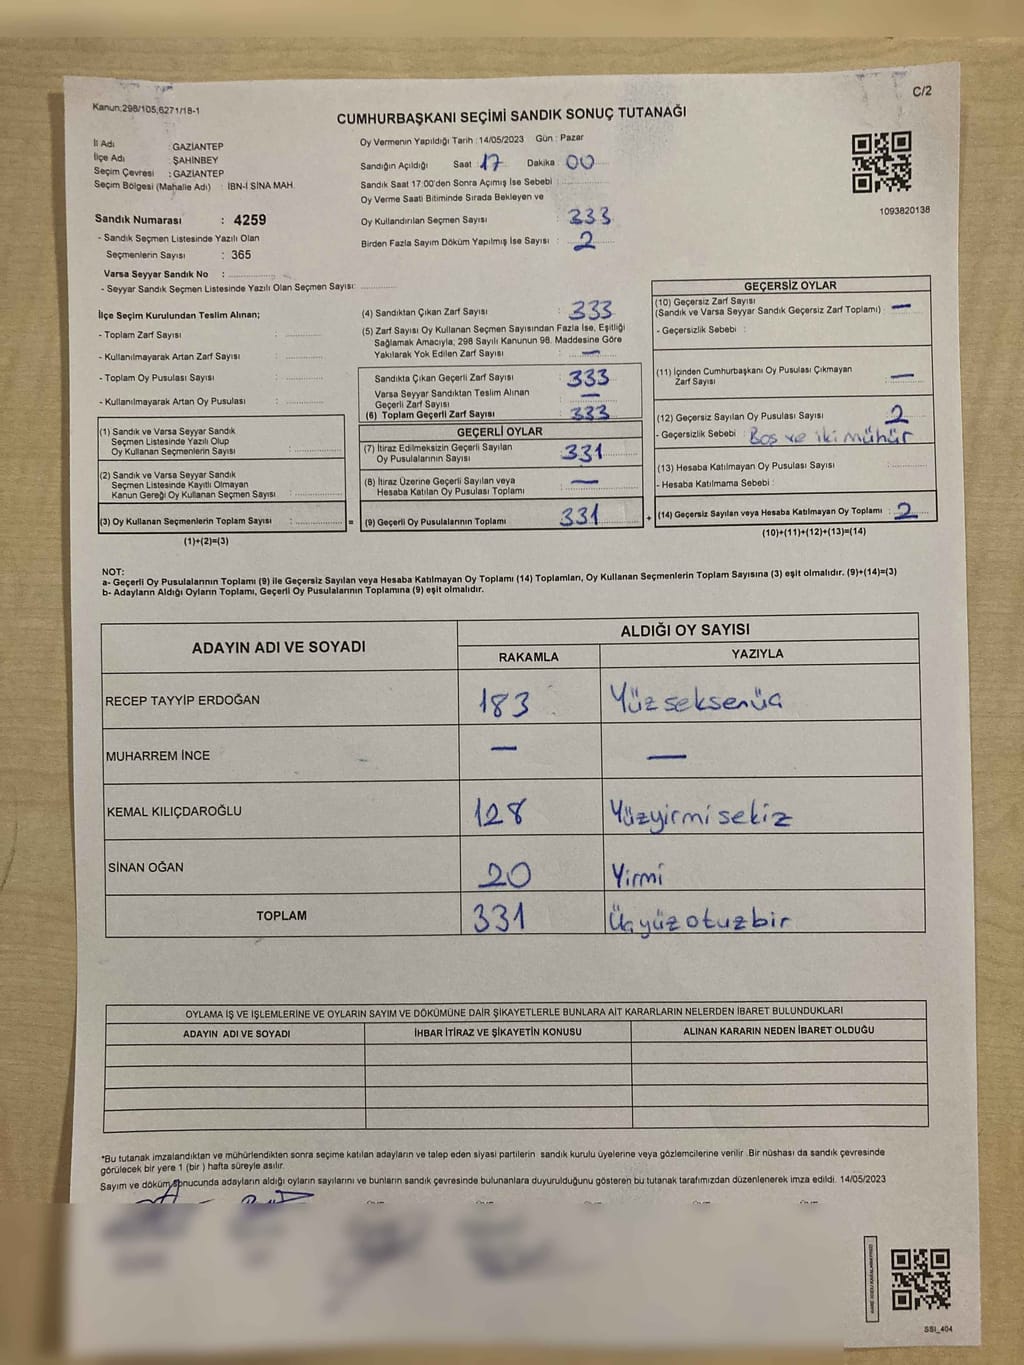 Kanun:298/105,6271/18-1
C/2
CUMHURBAŞKANI SEÇİMİ SANDIK SONUÇ TUTANAĞI
İl Adı : GAZİANTEP
İlçe Adı : ŞAHİNBEY
Seçim Çevresi : GAZİANTEP
Seçim Bölgesi (Mahalle Adı) : İBN-İ SİNA MAH.
Oy Vermenin Yapıldığı Tarih : 14/05/2023 Gün : Pazar
Sandığın Açıldığı Saat : 17 Dakika : 00
Sandık Saat 17:00'den Sonra Açımış İse Sebebi :
Oy Verme Saati Bitiminde Sırada Bekleyen ve
Oy Kullandırılan Seçmen Sayısı : 333
Birden Fazla Sayım Döküm Yapılmış İse Sayısı : 2
1093820138
Sandık Numarası : 4259
- Sandık Seçmen Listesinde Yazılı Olan
Seçmenlerin Sayısı : 365
Varsa Seyyar Sandık No :
- Seyyar Sandık Seçmen Listesinde Yazılı Olan Seçmen Sayısı:
İlçe Seçim Kurulundan Teslim Alınan;
- Toplam Zarf Sayısı :
- Kullanılmayarak Artan Zarf Sayısı :
- Toplam Oy Pusulası Sayısı :
- Kullanılmayarak Artan Oy Pusulası :
(1) Sandık ve Varsa Seyyar Sandık
Seçmen Listesinde Yazılı Olup
Oy Kullanan Seçmenlerin Sayısı :
(2) Sandık ve Varsa Seyyar Sandık
Seçmen Listesinde Kayıtlı Olmayan
Kanun Gereği Oy Kullanan Seçmen Sayısı :
(3) Oy Kullanan Seçmenlerin Toplam Sayısı : =
(1)+(2)=(3)
(4) Sandıktan Çıkan Zarf Sayısı : 333
(5) Zarf Sayısı Oy Kullanan Seçmen Sayısından Fazla İse, Eşitliği
Sağlamak Amacıyla, 298 Sayılı Kanunun 98. Maddesine Göre
Yakılarak Yok Edilen Zarf Sayısı : —
Sandıkta Çıkan Geçerli Zarf Sayısı : 333
Varsa Seyyar Sandıktan Teslim Alınan
Geçerli Zarf Sayısı : —
(6) Toplam Geçerli Zarf Sayısı : 333
GEÇERLİ OYLAR
(7) İtiraz Edilmeksizin Geçerli Sayılan
Oy Pusulalarının Sayısı : 331
(8) İtiraz Üzerine Geçerli Sayılan veya
Hesaba Katılan Oy Pusulası Toplamı : —
(9) Geçerli Oy Pusulalarının Toplamı : 331 +
GEÇERSİZ OYLAR
(10) Geçersiz Zarf Sayısı
(Sandık ve Varsa Seyyar Sandık Geçersiz Zarf Toplamı) : —
- Geçersizlik Sebebi :
(11) İçinden Cumhurbaşkanı Oy Pusulası Çıkmayan
Zarf Sayısı : —
(12) Geçersiz Sayılan Oy Pusulası Sayısı : 2
- Geçersizlik Sebebi : Boş ve iki mühür
(13) Hesaba Katılmayan Oy Pusulası Sayısı :
- Hesaba Katılmama Sebebi :
(14) Geçersiz Sayılan veya Hesaba Katılmayan Oy Toplamı : 2
(10)+(11)+(12)+(13)=(14)
NOT:
a- Geçerli Oy Pusulalarının Toplamı (9) ile Geçersiz Sayılan veya Hesaba Katılmayan Oy Toplamı (14) Toplamları, Oy Kullanan Seçmenlerin Toplam Sayısına (3) eşit olmalıdır. (9)+(14)=(3)
b- Adayların Aldığı Oyların Toplamı, Geçerli Oy Pusulalarının Toplamına (9) eşit olmalıdır.
ADAYIN ADI VE SOYADI
ALDIĞI OY SAYISI
RAKAMLA YAZIYLA
RECEP TAYYİP ERDOĞAN 183 Yüz seksenüç
MUHARREM İNCE — —
KEMAL KILIÇDAROĞLU 128 Yüzyirmi sekiz
SİNAN OĞAN 20 Yirmi
TOPLAM 331 Üçyüz otuzbir
OYLAMA İŞ VE İŞLEMLERİNE VE OYLARIN SAYIM VE DÖKÜMÜNE DAİR ŞİKAYETLERLE BUNLARA AİT KARARLARIN NELERDEN İBARET BULUNDUKLARI
ADAYIN ADI VE SOYADI İHBAR İTİRAZ VE ŞİKAYETİN KONUSU ALINAN KARARIN NEDEN İBARET OLDUĞU
*Bu tutanak imzalandıktan ve mühürlendikten sonra seçime katılan adayların ve talep eden siyasi partilerin sandık kurulu üyelerine veya gözlemcilerine verilir .Bir nüshası da sandık çevresinde
görülecek bir yere 1 (bir ) hafta süreyle asılır.
Sayım ve döküm sonucunda adayların aldığı oyların sayılarını ve bunların sandık çevresinde bulunanlara duyurulduğunu gösteren bu tutanak tarafımızdan düzenlenerek imza edildi. 14/05/2023
SSİ_404